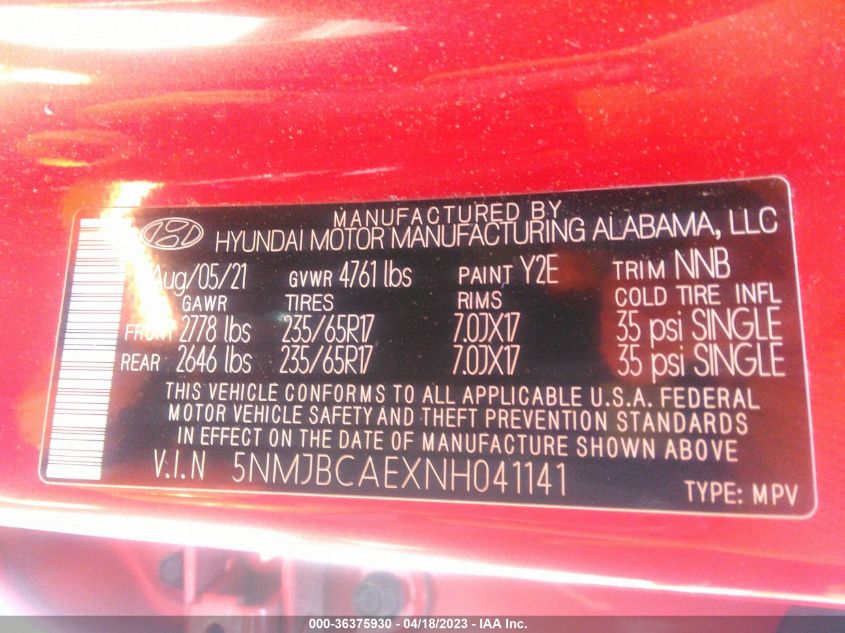 MANUFACTURED BY
HYUNDAI MOTOR MANUFACTURING ALABAMA, LLC
Aug/05/21 GVWR 4761 lbs PAINT Y2E TRIM NNB
GAWR TIRES RIMS COLD TIRE INFL
FRONT 2778 lbs 235/65R17 7.0JX17 35 psi SINGLE
REAR 2646 lbs 235/65R17 7.0JX17 35 psi SINGLE
THIS VEHICLE CONFORMS TO ALL APPLICABLE U.S.A. FEDERAL
MOTOR VEHICLE SAFETY AND THEFT PREVENTION STANDARDS
IN EFFECT ON THE DATE OF MANUFACTURE SHOWN ABOVE
V.I.N 5NMJBCAEXNH041141
TYPE: MPV
000-36375930 - 04/18/2023 - IAA Inc.